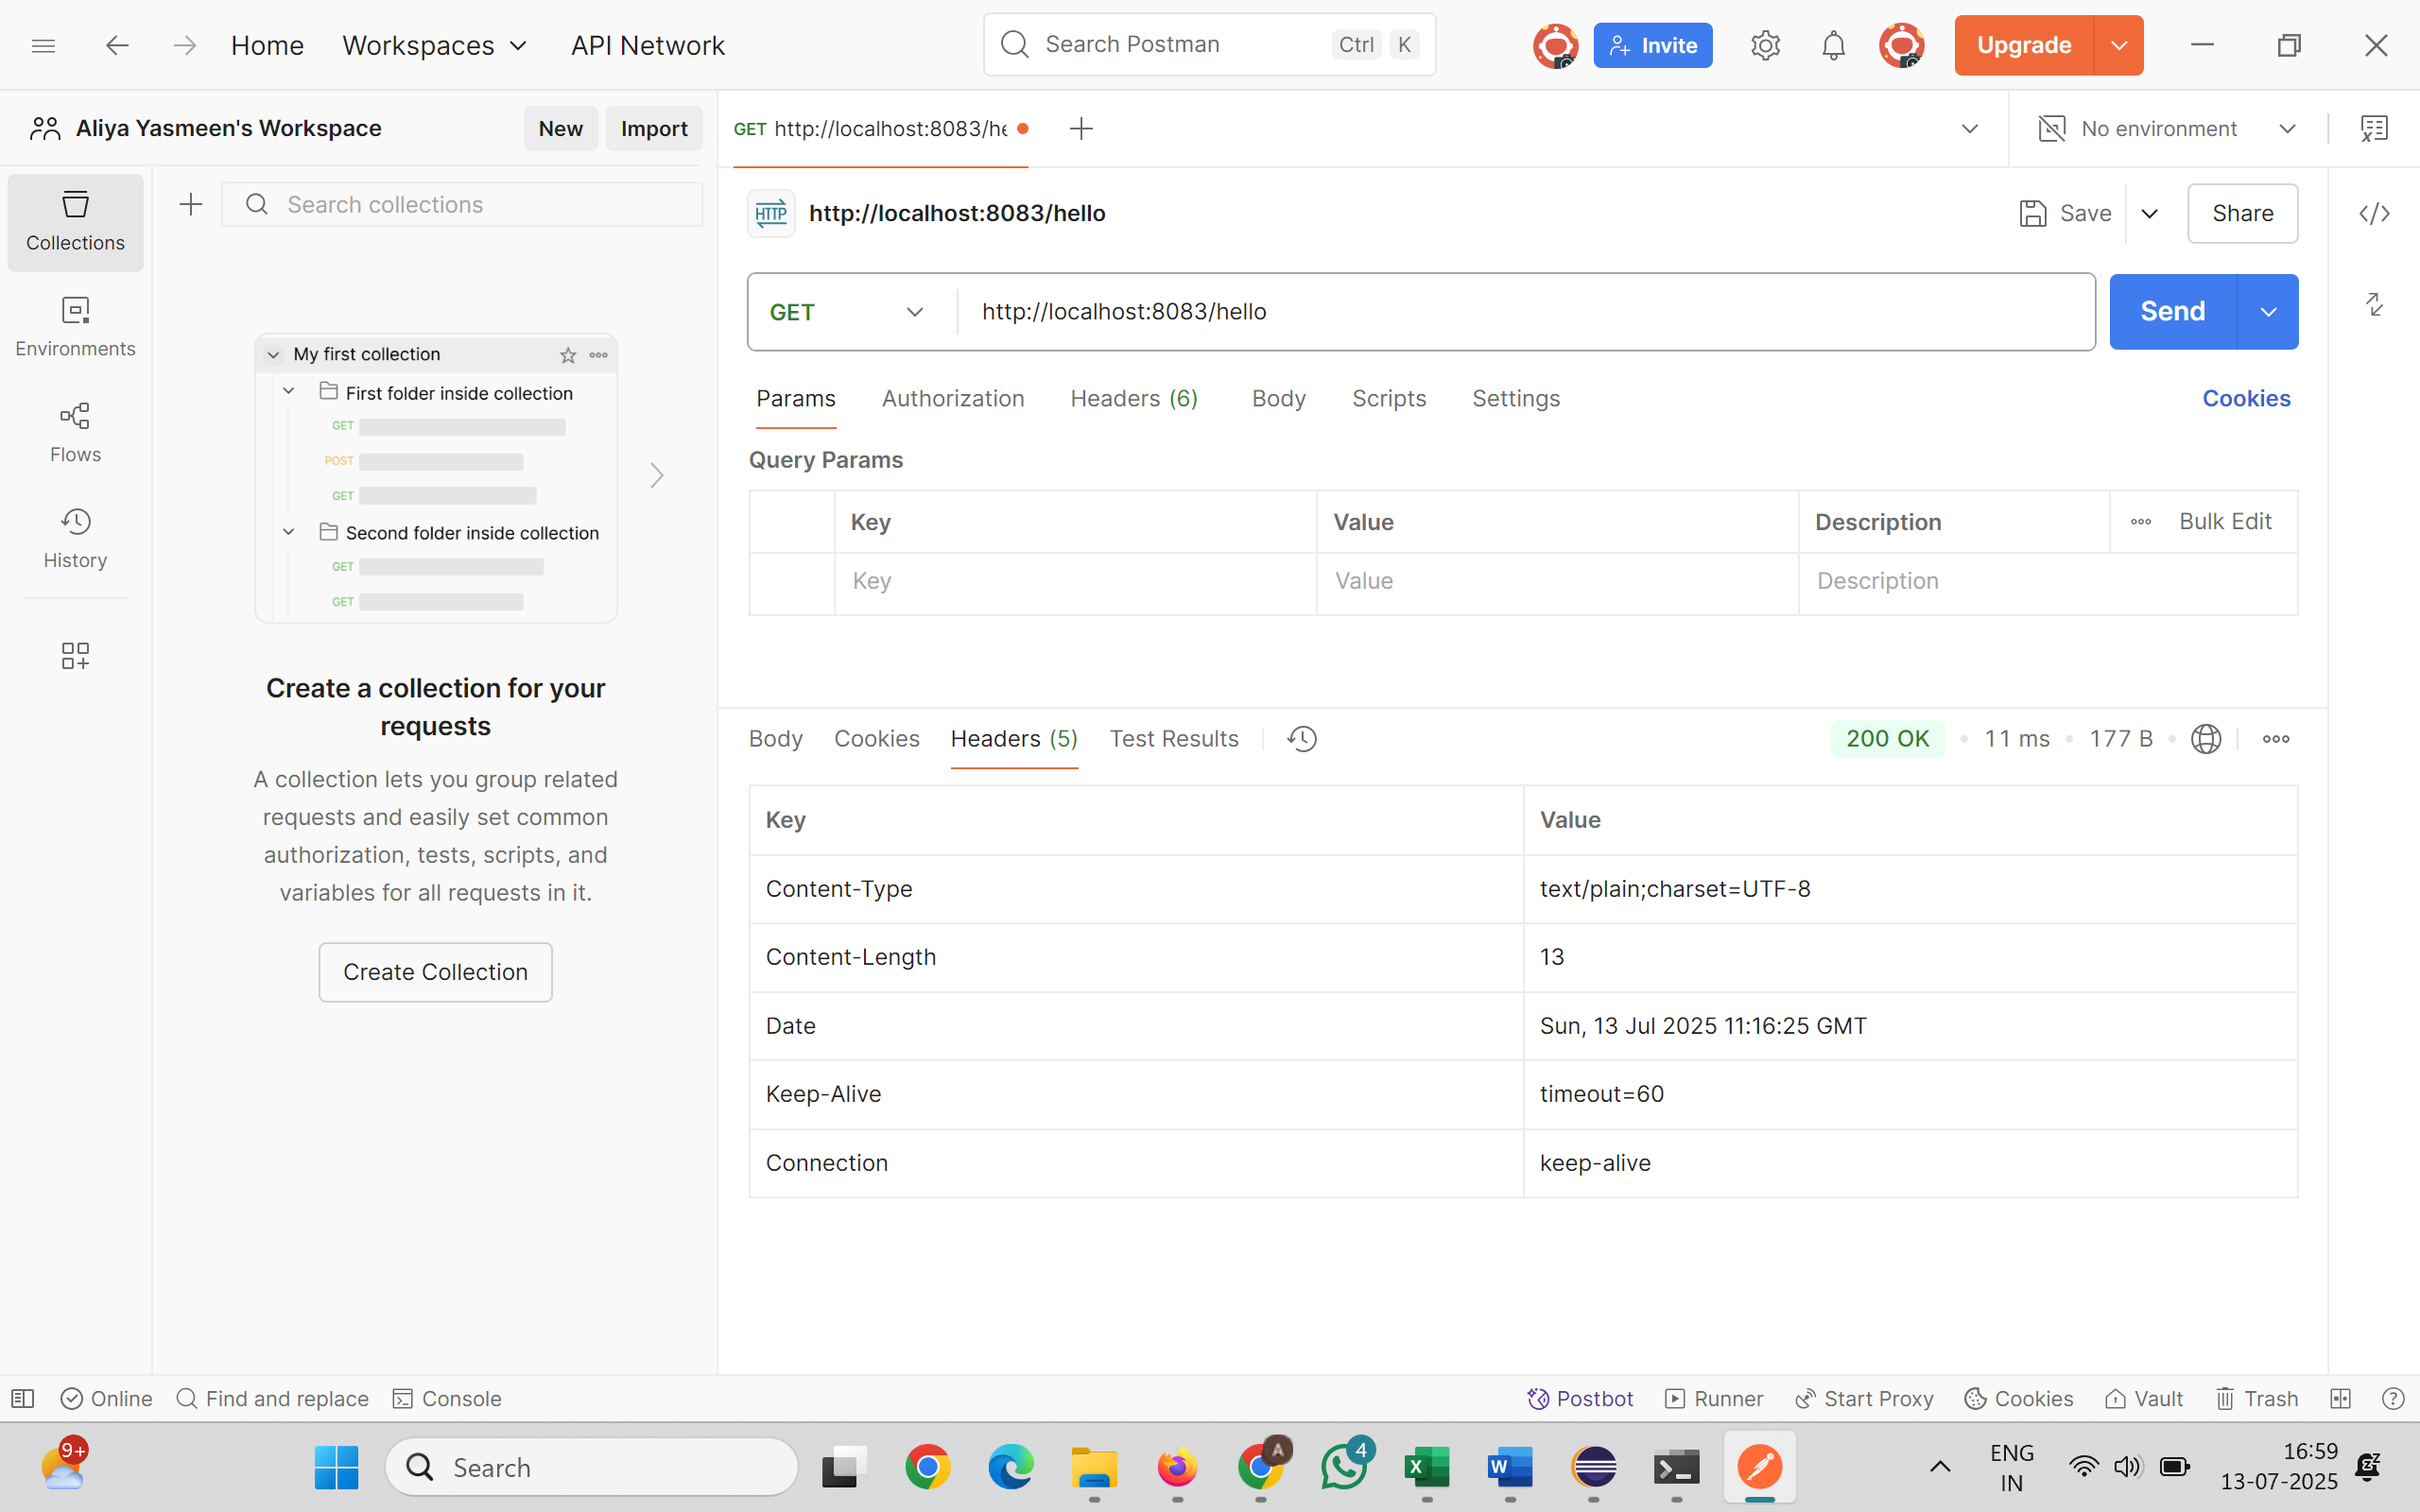 Home Workspaces API Network Search Postman Ctrl K Invite Upgrade
Aliya Yasmeen's Workspace New Import
GET http://localhost:8083/he No environment
Collections
Environments
Flows
History
Search collections
My first collection
First folder inside collection
GET
POST
GET
Second folder inside collection
GET
GET
Create a collection for your
requests
A collection lets you group related
requests and easily set common
authorization, tests, scripts, and
variables for all requests in it.
Create Collection
HTTP http://localhost:8083/hello Save Share
GET http://localhost:8083/hello Send
Params Authorization Headers (6) Body Scripts Settings Cookies
Query Params
Key Value Description Bulk Edit
Key Value Description
Body Cookies Headers (5) Test Results 200 OK 11 ms 177 B
Key Value
Content-Type text/plain;charset=UTF-8
Content-Length 13
Date Sun, 13 Jul 2025 11:16:25 GMT
Keep-Alive timeout=60
Connection keep-alive
Online Find and replace Console Postbot Runner Start Proxy Cookies Vault Trash
9+ Search A 4 X W
ENG
IN
16:59
13-07-2025